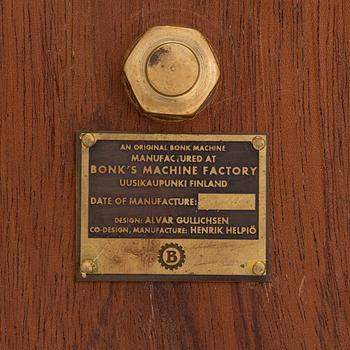 AN ORIGINAL BONK MACHINE
MANUFACTURED AT
BONK'S MACHINE FACTORY
UUSIKAUPUNKI FINLAND
DATE OF MANUFACTURE:
DESIGN: ALVAR GULLICHSEN
CO-DESIGN, MANUFACTURE: HENRIK HELPIÖ
B